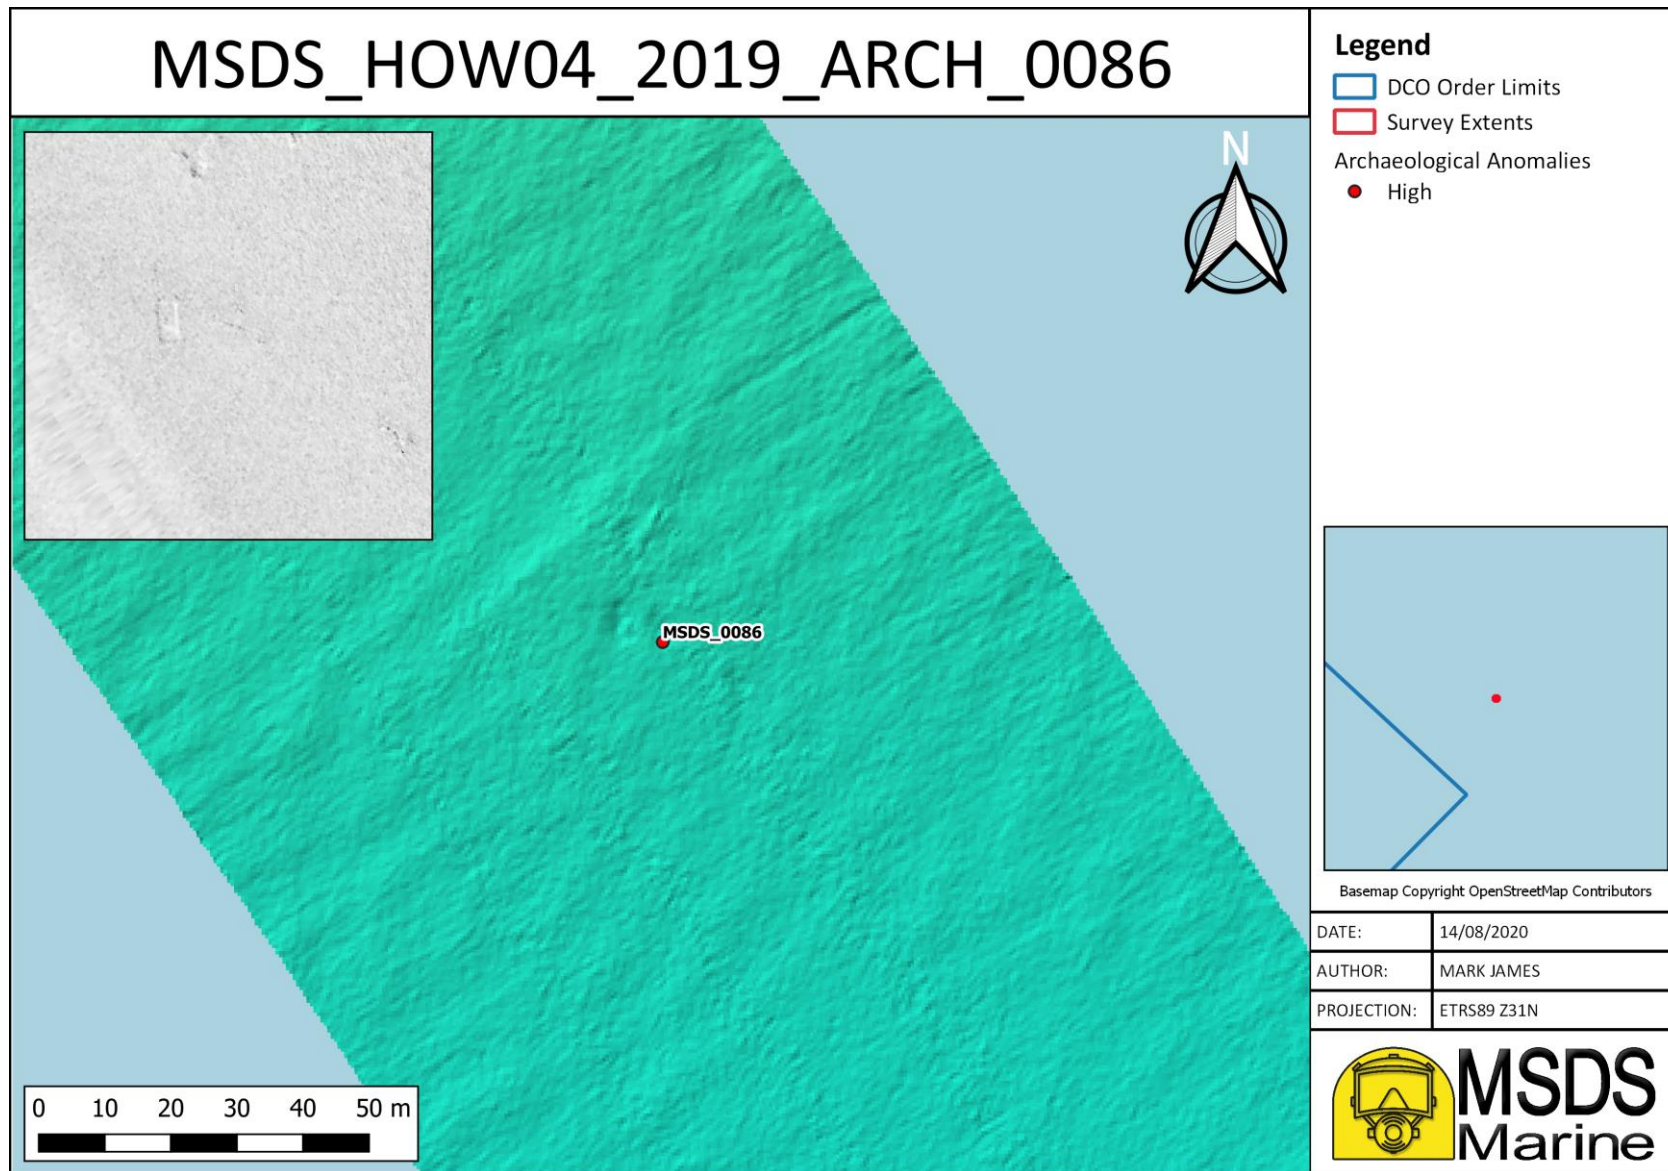 MSDS_HOW04_2019_ARCH_0086
Legend
DCO Order Limits
Survey Extents
Archaeological Anomalies
High
N
MSDS_0086
0 10 20 30 40 50 m
Basemap Copyright OpenStreetMap Contributors
DATE: 14/08/2020
AUTHOR: MARK JAMES
PROJECTION: ETRS89 Z31N
MSDS
Marine